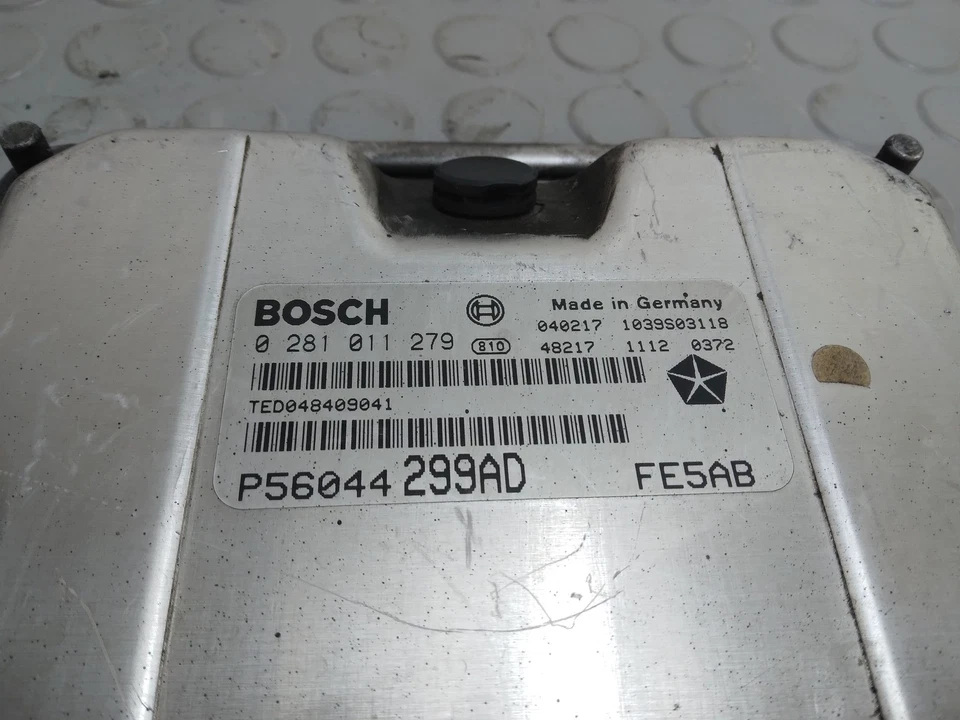 BOSCH Made in Germany
040217 1039S03118
0 281 011 279 810 48217 1112 0372
TED048409041
P56044 299AD FE5AB